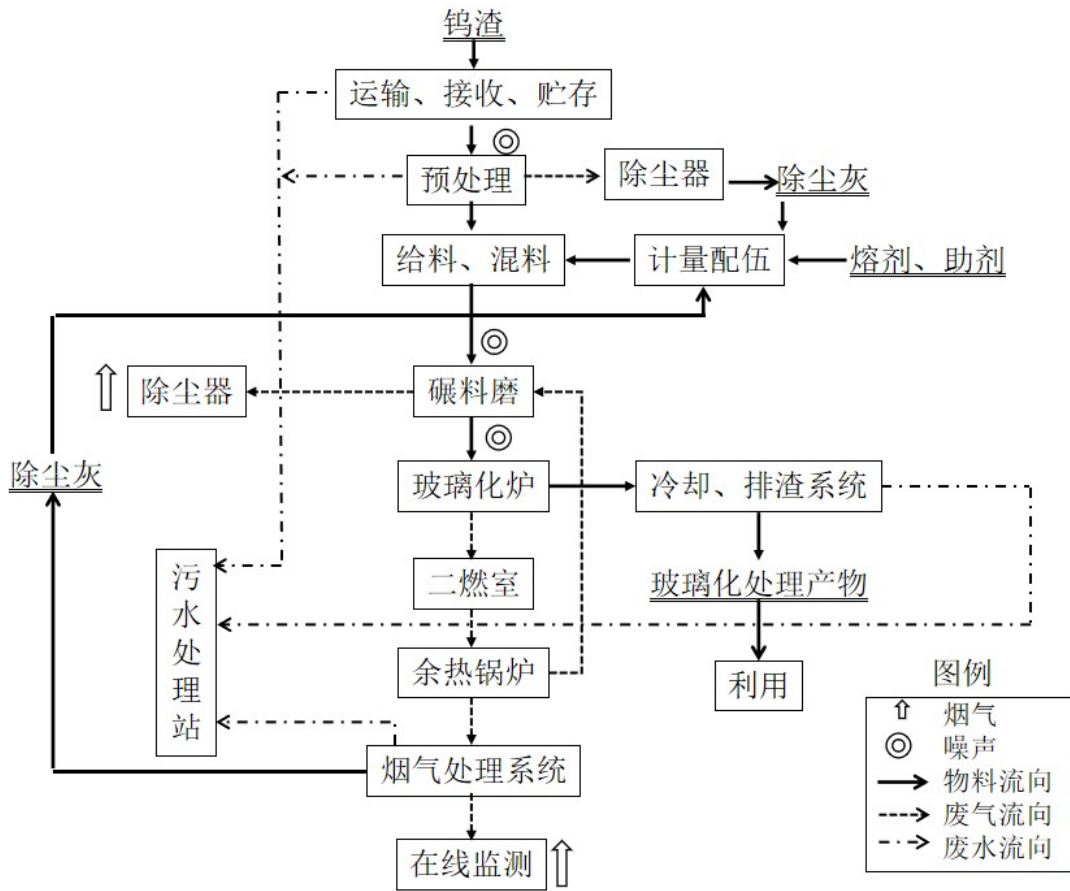 钨渣
运输、接收、贮存
预处理
除尘器
除尘灰
给料、混料
计量配伍
熔剂、助剂
除尘器
碾料磨
除尘灰
玻璃化炉
冷却、排渣系统
污水处理站
二燃室
玻璃化处理产物
余热锅炉
利用
烟气处理系统
在线监测
图例
烟气
噪声
物料流向
废气流向
废水流向